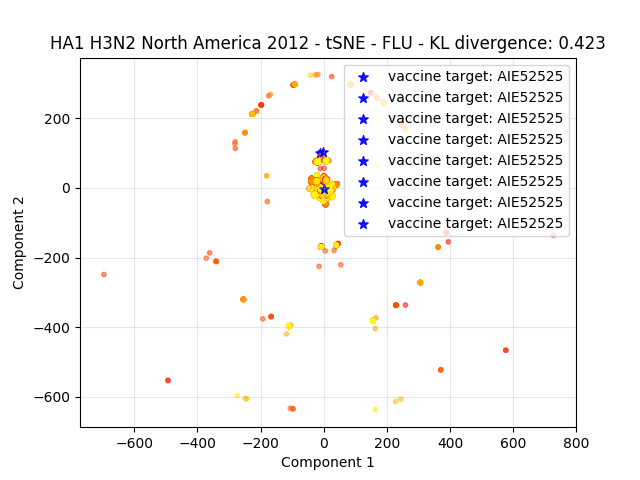 HA1 H3N2 North America 2012 - tSNE - FLU - KL divergence: 0.423
vaccine target: AIE52525
vaccine target: AIE52525
vaccine target: AIE52525
vaccine target: AIE52525
vaccine target: AIE52525
vaccine target: AIE52525
vaccine target: AIE52525
vaccine target: AIE52525
200
0
−200
−400
−600
Component 2
−600
−400
−200
0
200
400
600
800
Component 1